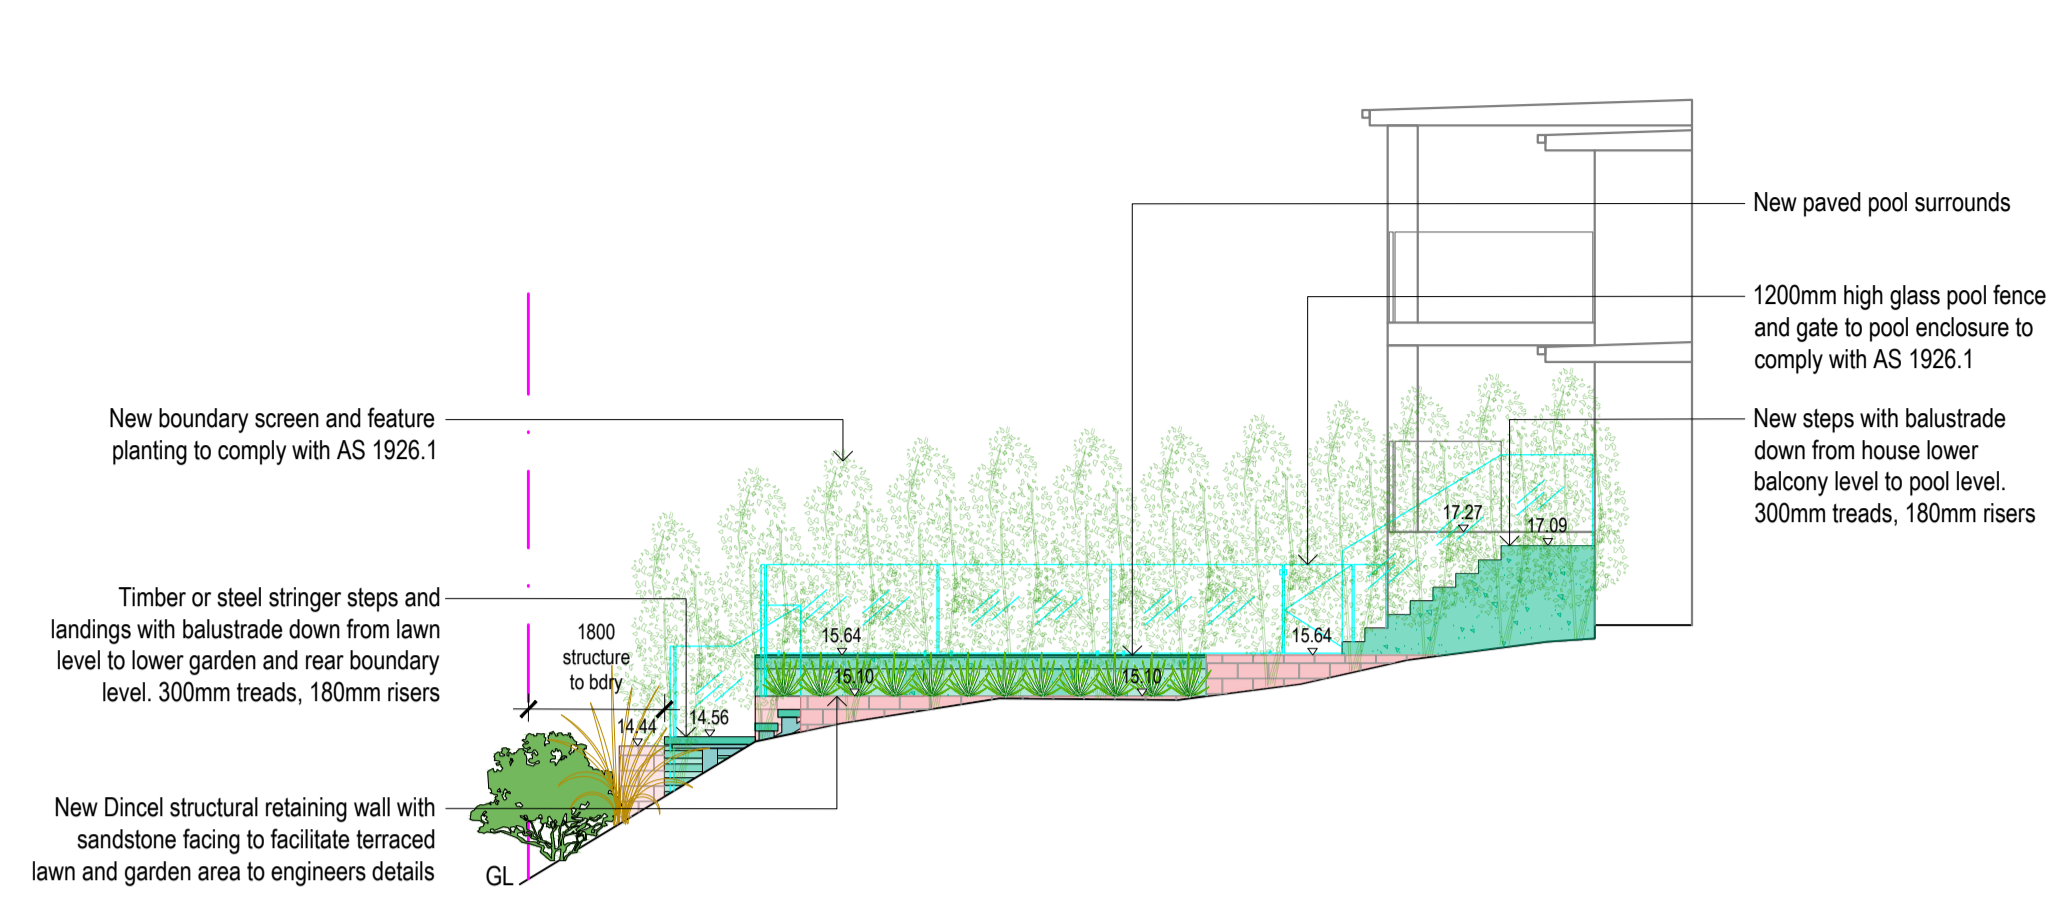 New paved pool surrounds
1200mm high glass pool fence
and gate to pool enclosure to
comply with AS 1926.1
New boundary screen and feature
planting to comply with AS 1926.1
New steps with balustrade
down from house lower
balcony level to pool level.
300mm treads, 180mm risers
17.27
17.09
Timber or steel stringer steps and
landings with balustrade down from lawn
level to lower garden and rear boundary
level. 300mm treads, 180mm risers
1800
structure
to bdry
15.64
15.64
15.10
15.10
14.44
14.56
New Dincel structural retaining wall with
sandstone facing to facilitate terraced
lawn and garden area to engineers details
GL